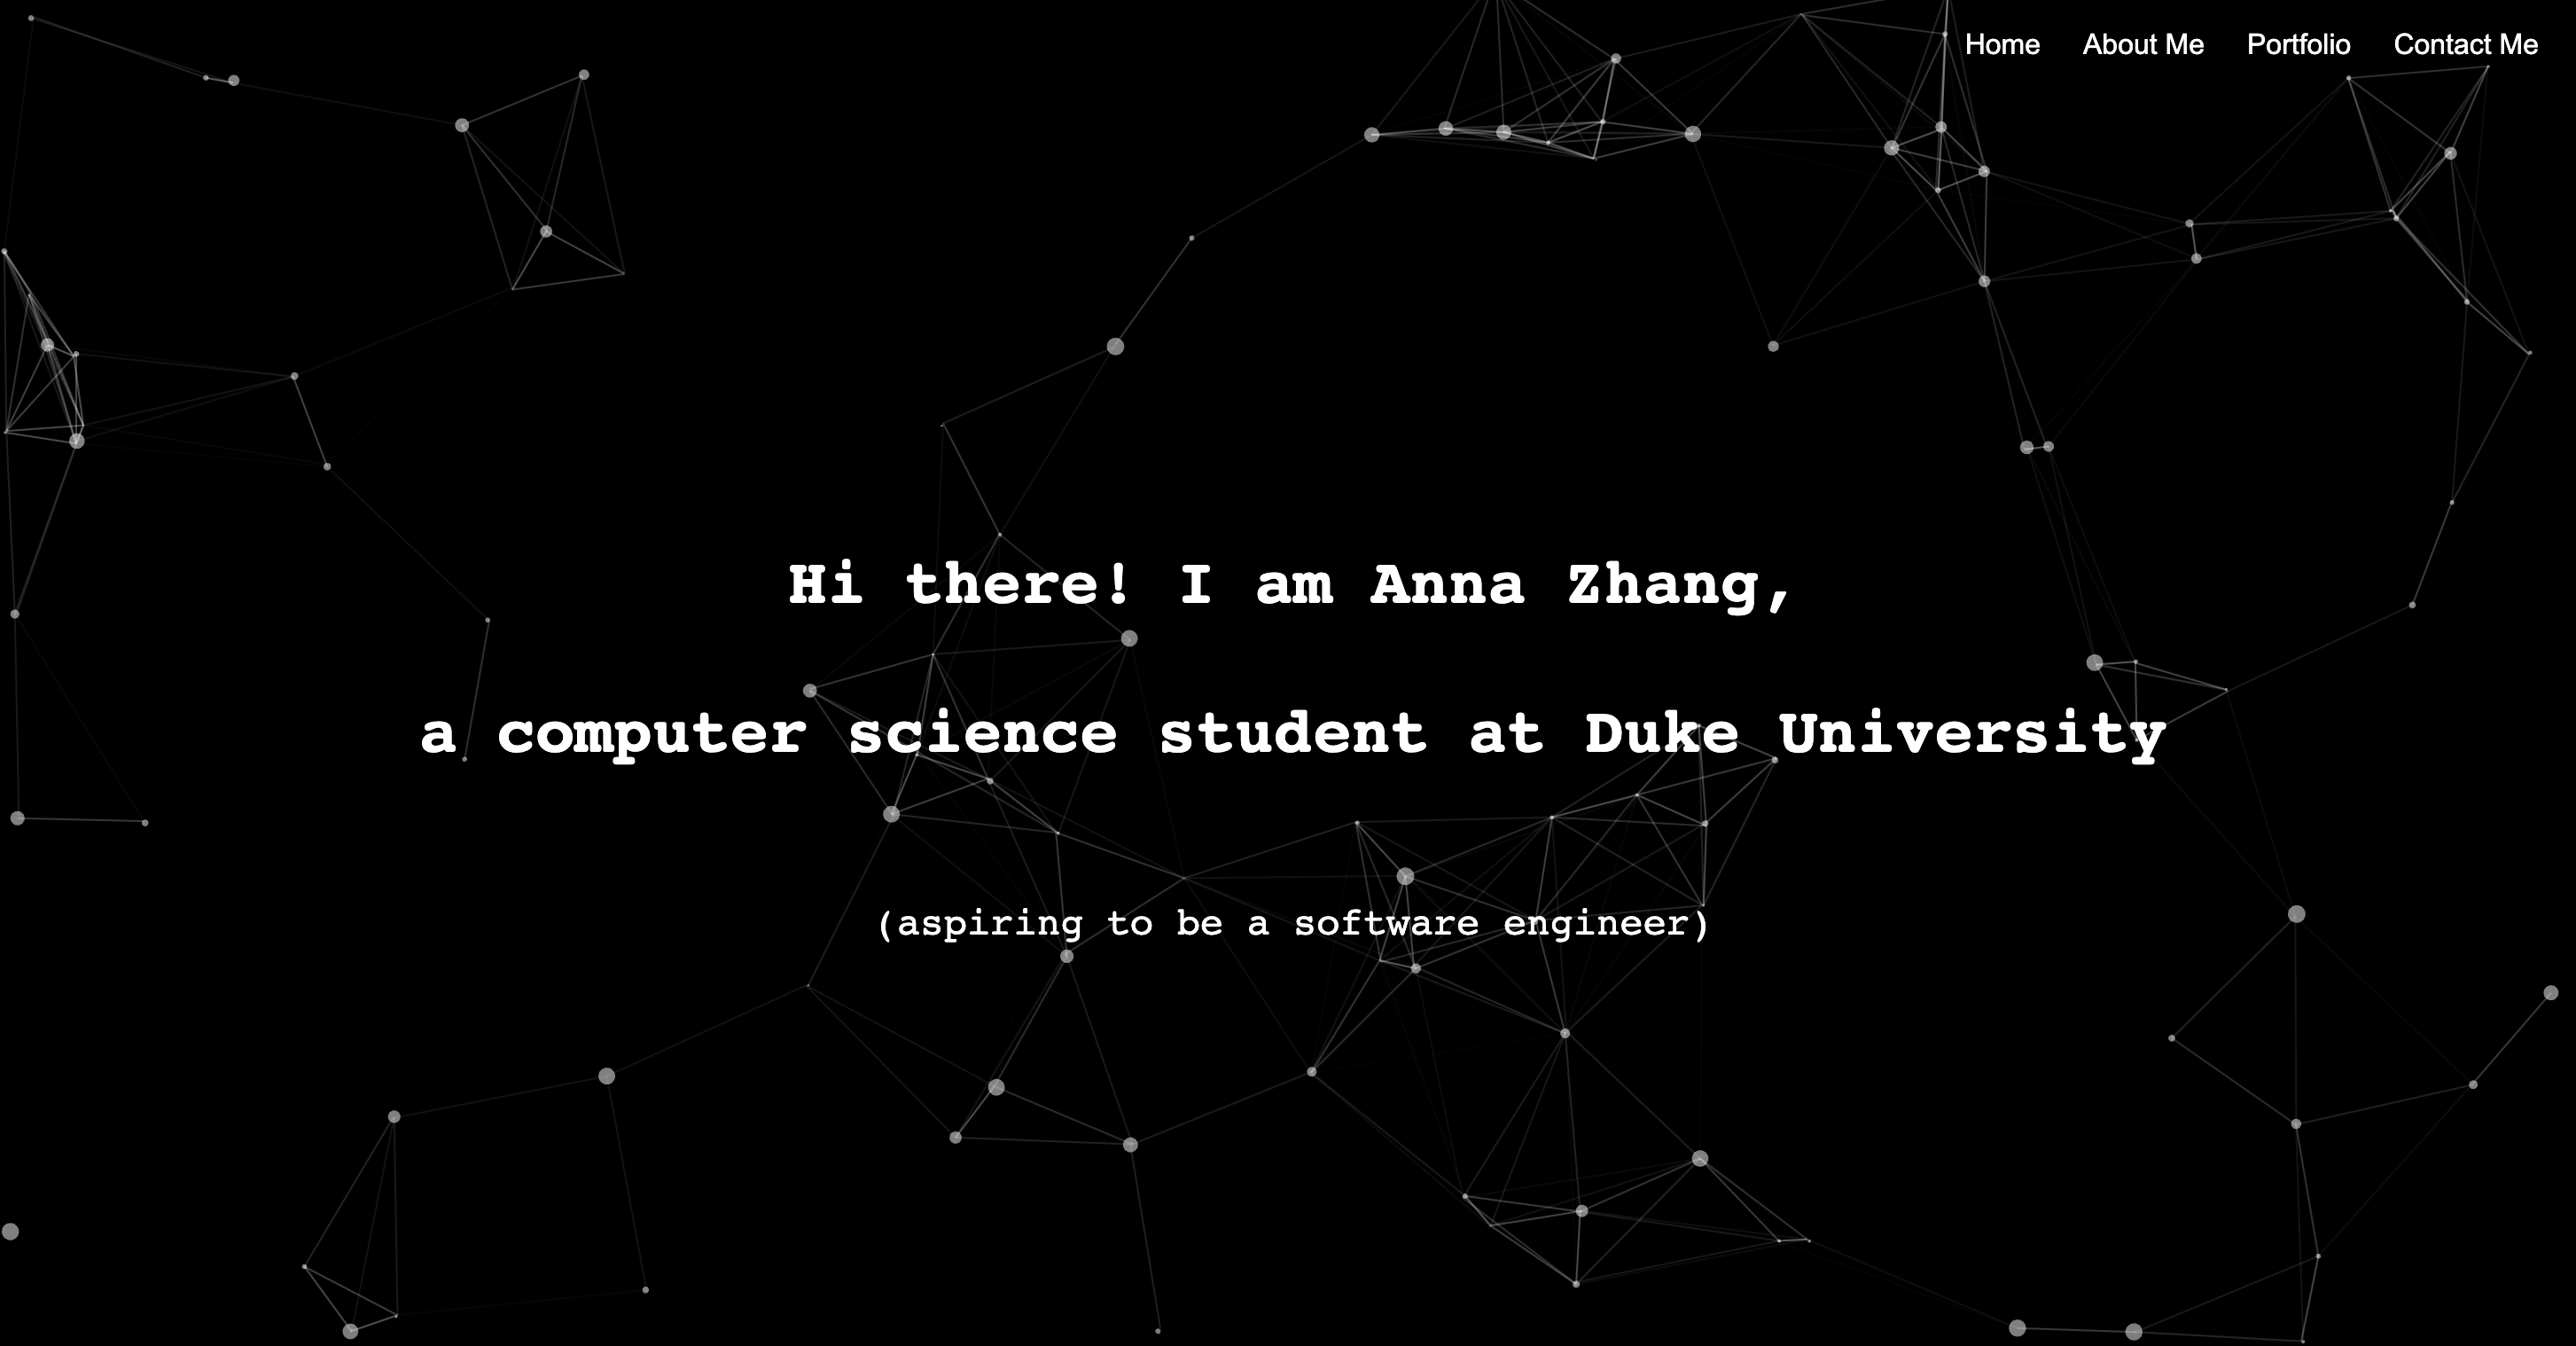 Home About Me Portfolio Contact Me
Hi there! I am Anna Zhang,
a computer science student at Duke University
(aspiring to be a software engineer)